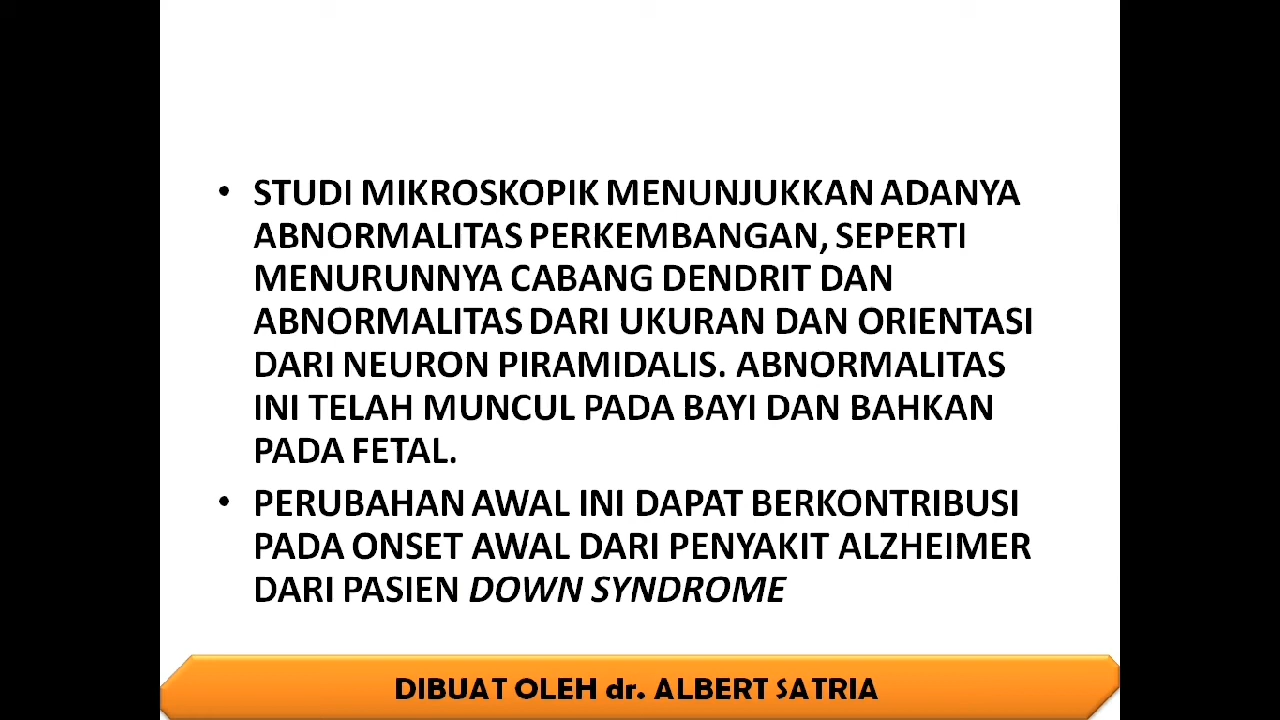 • STUDI MIKROSKOPIK MENUNJUKKAN ADANYA
ABNORMALITAS PERKEMBANGAN, SEPERTI
MENURUNNYA CABANG DENDRIT DAN
ABNORMALITAS DARI UKURAN DAN ORIENTASI
DARI NEURON PIRAMIDALIS. ABNORMALITAS
INI TELAH MUNCUL PADA BAYI DAN BAHKAN
PADA FETAL.
• PERUBAHAN AWAL INI DAPAT BERKONTRIBUSI
PADA ONSET AWAL DARI PENYAKIT ALZHEIMER
DARI PASIEN DOWN SYNDROME
DIBUAT OLEH dr. ALBERT SATRIA